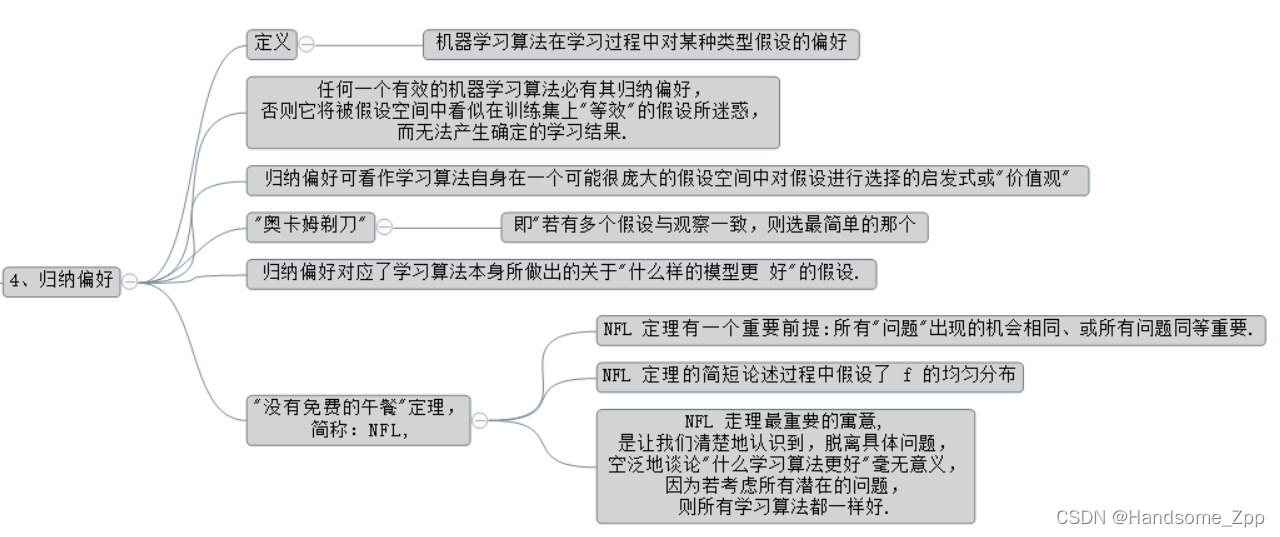 定义
机器学习算法在学习过程中对某种类型假设的偏好
任何一个有效的机器学习算法必有其归纳偏好，
否则它将被假设空间中看似在训练集上"等效"的假设所迷惑，
而无法产生确定的学习结果.
归纳偏好可看作学习算法自身在一个可能很庞大的假设空间中对假设进行选择的启发式或"价值观"
"奥卡姆剃刀"
即"若有多个假设与观察一致，则选最简单的那个
4、归纳偏好
归纳偏好对应了学习算法本身所做出的关于"什么样的模型更 好"的假设.
"没有免费的午餐"定理，
简称：NFL,
NFL 定理有一个重要前提:所有"问题"出现的机会相同、或所有问题同等重要.
NFL 定理的简短论述过程中假设了 f 的均匀分布
NFL 走理最重要的寓意,
是让我们清楚地认识到，脱离具体问题，
空泛地谈论"什么学习算法更好"毫无意义，
因为若考虑所有潜在的问题，
则所有学习算法都一样好.
CSDN @Handsome_Zpp